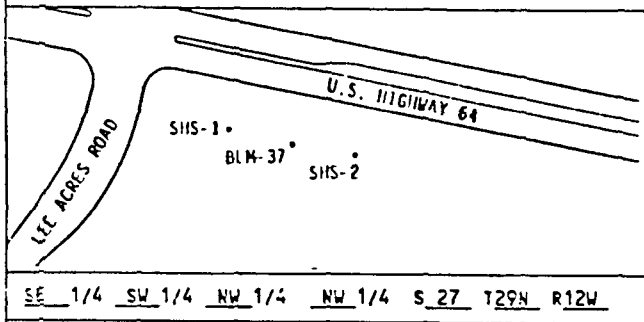 U.S. HIGHWAY 64
SHS-1
BLM-37
SHS-2
LEE ACRES ROAD
SE 1/4 SW 1/4 NW 1/4 NW 1/4 S 27 T29N R12W